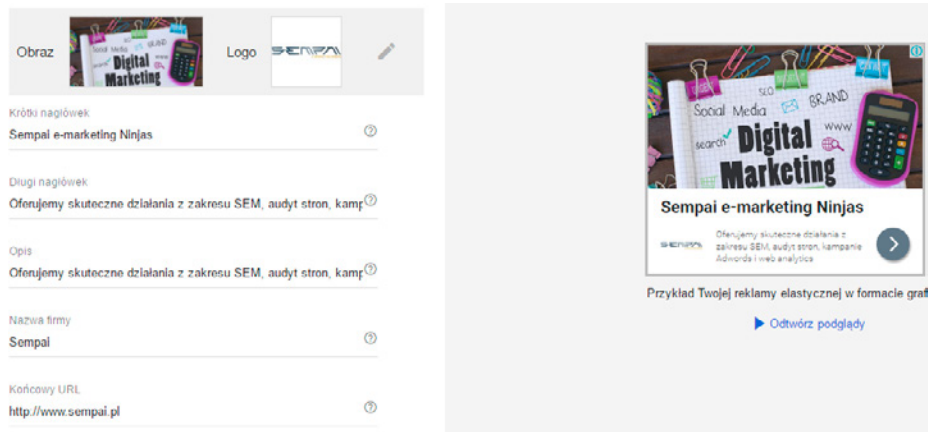 Obraz
Social Media
BRAND
Digital
Marketing
Logo
SEMPAI
Krótki nagłówek
Sempai e-marketing Ninjas
Długi nagłówek
Oferujemy skuteczne działania z zakresu SEM, audyt stron, kamp
Opis
Oferujemy skuteczne działania z zakresu SEM, audyt stron, kamp
Nazwa firmy
Sempai
Końcowy URL
http://www.sempai.pl
SEO
Social Media
BRAND
search
Digital
www
Marketing
Sempai e-marketing Ninjas
SEMPAI
Oferujemy skuteczne działania z
zakresu SEM, audyt stron, kampanie
Adwords i web analytics
Przykład Twojej reklamy elastycznej w formacie graf
Odtwórz podglądy